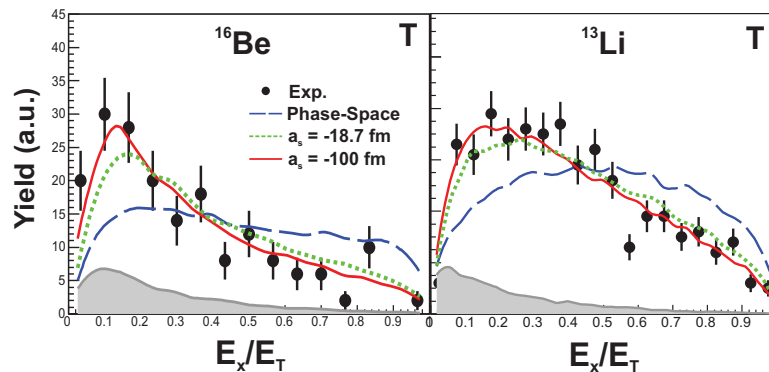 45
40
35
30
25
20
15
10
5
0
Yield (a.u.)
¹⁶Be
T
Exp.
Phase-Space
aₛ = -18.7 fm
aₛ = -100 fm
0 0.1 0.2 0.3 0.4 0.5 0.6 0.7 0.8 0.9
Eₓ/E_T
¹³Li
T
0 0.1 0.2 0.3 0.4 0.5 0.6 0.7 0.8 0.9
Eₓ/E_T